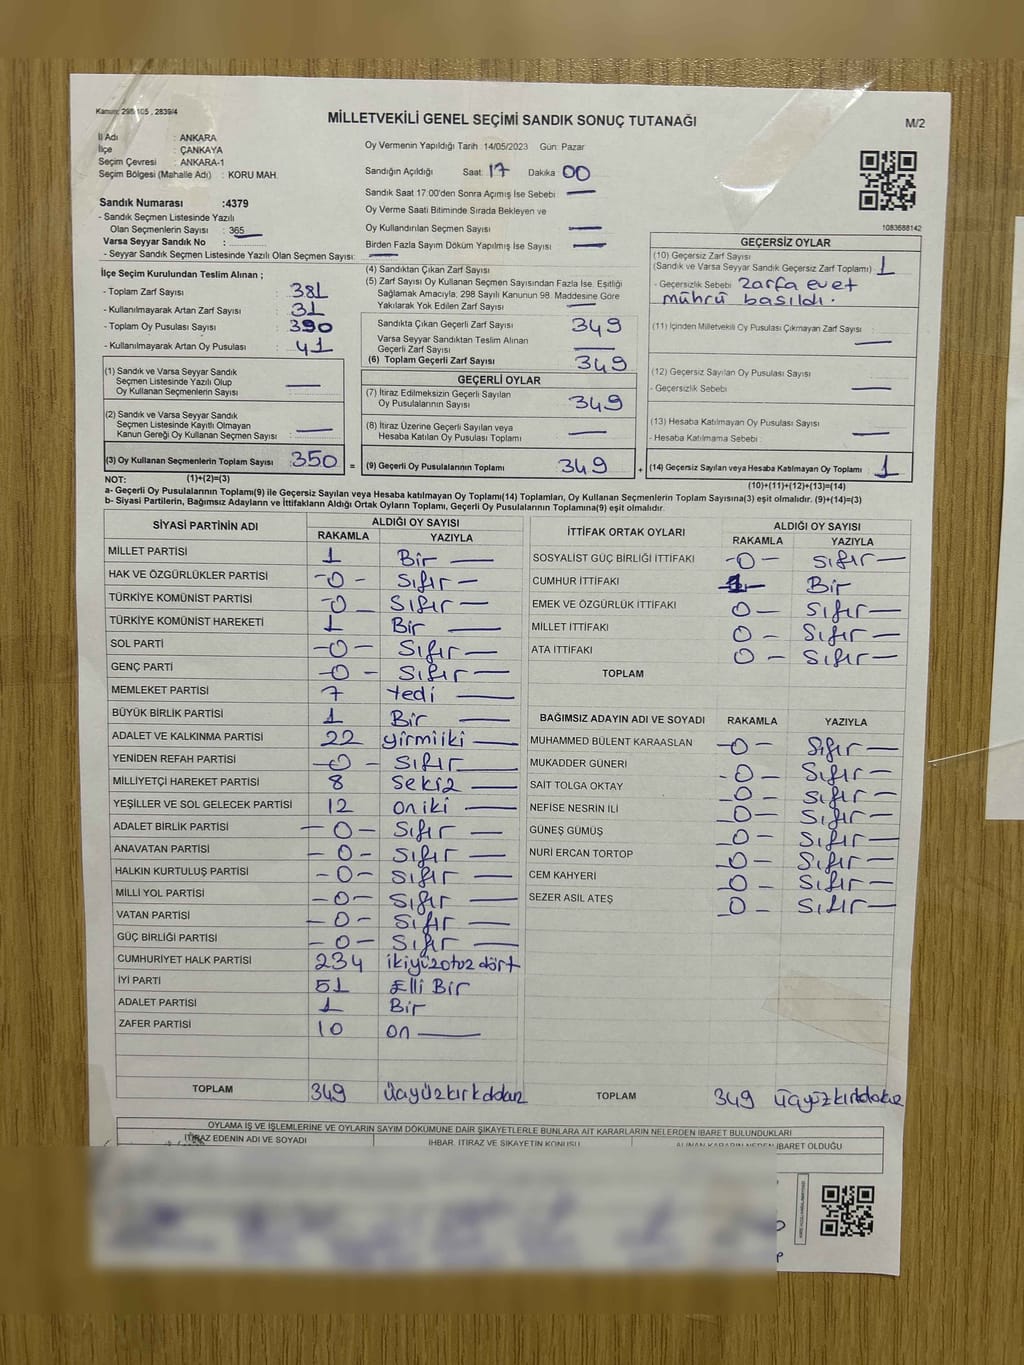 Kanun: 298/105 , 2839/4
MİLLETVEKİLİ GENEL SEÇİMİ SANDIK SONUÇ TUTANAĞI
M/2
İl Adı : ANKARA
İlçe : ÇANKAYA
Seçim Çevresi : ANKARA-1
Seçim Bölgesi (Mahalle Adı) : KORU MAH.
Oy Vermenin Yapıldığı Tarih 14/05/2023 Gün: Pazar
Sandığın Açıldığı Saat 17 Dakika 00
Sandık Saat 17:00'den Sonra Açımış İse Sebebi —
Oy Verme Saati Bitiminde Sırada Bekleyen ve
Oy Kullandırılan Seçmen Sayısı —
Birden Fazla Sayım Döküm Yapılmış İse Sayısı —
Sandık Numarası :4379
- Sandık Seçmen Listesinde Yazılı
Olan Seçmenlerin Sayısı : 365
Varsa Seyyar Sandık No :
- Seyyar Sandık Seçmen Listesinde Yazılı Olan Seçmen Sayısı: —
1083688142
İlçe Seçim Kurulundan Teslim Alınan ;
- Toplam Zarf Sayısı : 381
- Kullanılmayarak Artan Zarf Sayısı : 31
- Toplam Oy Pusulası Sayısı : 390
- Kullanılmayarak Artan Oy Pusulası : 41
(1) Sandık ve Varsa Seyyar Sandık
Seçmen Listesinde Yazılı Olup
Oy Kullanan Seçmenlerin Sayısı : —
(2) Sandık ve Varsa Seyyar Sandık
Seçmen Listesinde Kayıtlı Olmayan
Kanun Gereği Oy Kullanan Seçmen Sayısı : —
(3) Oy Kullanan Seçmenlerin Toplam Sayısı : 350
(1)+(2)=(3)
(4) Sandıktan Çıkan Zarf Sayısı
(5) Zarf Sayısı Oy Kullanan Seçmen Sayısından Fazla İse, Eşitliği
Sağlamak Amacıyla, 298 Sayılı Kanunun 98. Maddesine Göre
Yakılarak Yok Edilen Zarf Sayısı : —
Sandıkta Çıkan Geçerli Zarf Sayısı 349
Varsa Seyyar Sandıktan Teslim Alınan
Geçerli Zarf Sayısı —
(6) Toplam Geçerli Zarf Sayısı 349
GEÇERLİ OYLAR
(7) İtiraz Edilmeksizin Geçerli Sayılan
Oy Pusulalarının Sayısı : 349
(8) İtiraz Üzerine Geçerli Sayılan veya
Hesaba Katılan Oy Pusulası Toplamı : —
= (9) Geçerli Oy Pusulalarının Toplamı 349 +
GEÇERSİZ OYLAR
(10) Geçersiz Zarf Sayısı
(Sandık ve Varsa Seyyar Sandık Geçersiz Zarf Toplamı) : 1
- Geçersizlik Sebebi : zarfa evet
mührü basıldı.
(11) İçinden Milletvekili Oy Pusulası Çıkmayan Zarf Sayısı : —
(12) Geçersiz Sayılan Oy Pusulası Sayısı :
- Geçersizlik Sebebi : —
(13) Hesaba Katılmayan Oy Pusulası Sayısı : —
- Hesaba Katılmama Sebebi :
(14) Geçersiz Sayılan veya Hesaba Katılmayan Oy Toplamı : 1
(10)+(11)+(12)+(13)=(14)
NOT:
a- Geçerli Oy Pusulalarının Toplamı(9) ile Geçersiz Sayılan veya Hesaba katılmayan Oy Toplamı(14) Toplamları, Oy Kullanan Seçmenlerin Toplam Sayısına(3) eşit olmalıdır. (9)+(14)=(3)
b- Siyasi Partilerin, Bağımsız Adayların ve İttifakların Aldığı Ortak Oyların Toplamı, Geçerli Oy Pusulalarının Toplamına(9) eşit olmalıdır.
SİYASİ PARTİNİN ADI ALDIĞI OY SAYISI
RAKAMLA YAZIYLA
MİLLET PARTİSİ 1 Bir —
HAK VE ÖZGÜRLÜKLER PARTİSİ -0- Sıfır —
TÜRKİYE KOMÜNİST PARTİSİ -0- Sıfır —
TÜRKİYE KOMÜNİST HAREKETİ 1 Bir —
SOL PARTİ -0- Sıfır —
GENÇ PARTİ -0- Sıfır —
MEMLEKET PARTİSİ 7 Yedi —
BÜYÜK BİRLİK PARTİSİ 1 Bir —
ADALET VE KALKINMA PARTİSİ 22 yirmiiki —
YENİDEN REFAH PARTİSİ -0- Sıfır —
MİLLİYETÇİ HAREKET PARTİSİ 8 Sekiz —
YEŞİLLER VE SOL GELECEK PARTİSİ 12 oniki —
ADALET BİRLİK PARTİSİ -0- Sıfır —
ANAVATAN PARTİSİ -0- Sıfır —
HALKIN KURTULUŞ PARTİSİ -0- Sıfır —
MİLLİ YOL PARTİSİ -0- Sıfır —
VATAN PARTİSİ -0- Sıfır —
GÜÇ BİRLİĞİ PARTİSİ -0- Sıfır —
CUMHURİYET HALK PARTİSİ 234 ikiyüzotuz dört
İYİ PARTİ 51 Elli Bir
ADALET PARTİSİ 1 Bir
ZAFER PARTİSİ 10 on —
TOPLAM 349
İTTİFAK ORTAK OYLARI ALDIĞI OY SAYISI
RAKAMLA YAZIYLA
SOSYALİST GÜÇ BİRLİĞİ İTTİFAKI -0- Sıfır —
CUMHUR İTTİFAKI 1 Bir
EMEK VE ÖZGÜRLÜK İTTİFAKI 0 - Sıfır —
MİLLET İTTİFAKI 0 - Sıfır —
ATA İTTİFAKI 0 - Sıfır —
TOPLAM
BAĞIMSIZ ADAYIN ADI VE SOYADI RAKAMLA YAZIYLA
MUHAMMED BÜLENT KARAASLAN -0- Sıfır —
MUKADDER GÜNERİ -0- Sıfır —
SAİT TOLGA OKTAY -0- Sıfır —
NEFİSE NESRİN İLİ -0- Sıfır —
GÜNEŞ GÜMÜŞ -0- Sıfır —
NURİ ERCAN TORTOP -0- Sıfır —
CEM KAHYERİ -0- Sıfır —
SEZER ASIL ATEŞ -0- Sıfır —
TOPLAM 349
OYLAMA İŞ VE İŞLEMLERİNE VE OYLARIN SAYIM DÖKÜMÜNE DAİR ŞİKAYETLERLE BUNLARA AİT KARARLARIN NELERDEN İBARET BULUNDUKLARI
İTİRAZ EDENİN ADI VE SOYADI İHBAR, İTİRAZ VE ŞİKAYETİN KONUSU ALINAN KARARIN NEDEN İBARET OLDUĞU